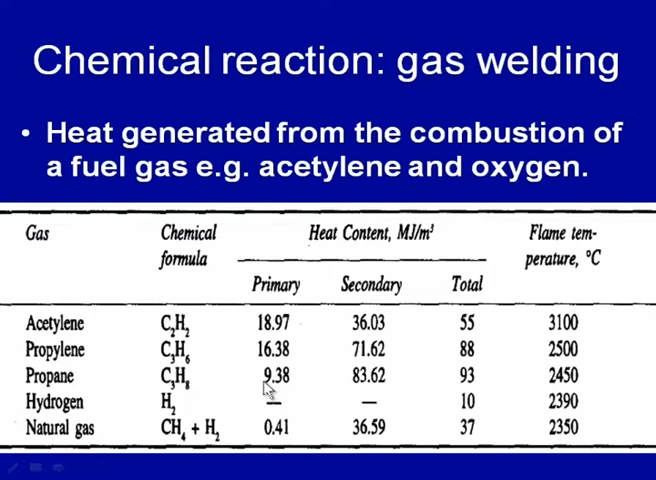 Chemical reaction: gas welding
• Heat generated from the combustion of
a fuel gas e.g. acetylene and oxygen.
Gas Chemical Heat Content, MJ/m³ Flame tem-
formula perature, °C
Primary Secondary Total
Acetylene C₂H₂ 18.97 36.03 55 3100
Propylene C₃H₆ 16.38 71.62 88 2500
Propane C₃H₈ 9.38 83.62 93 2450
Hydrogen H₂ — — 10 2390
Natural gas CH₄ + H₂ 0.41 36.59 37 2350